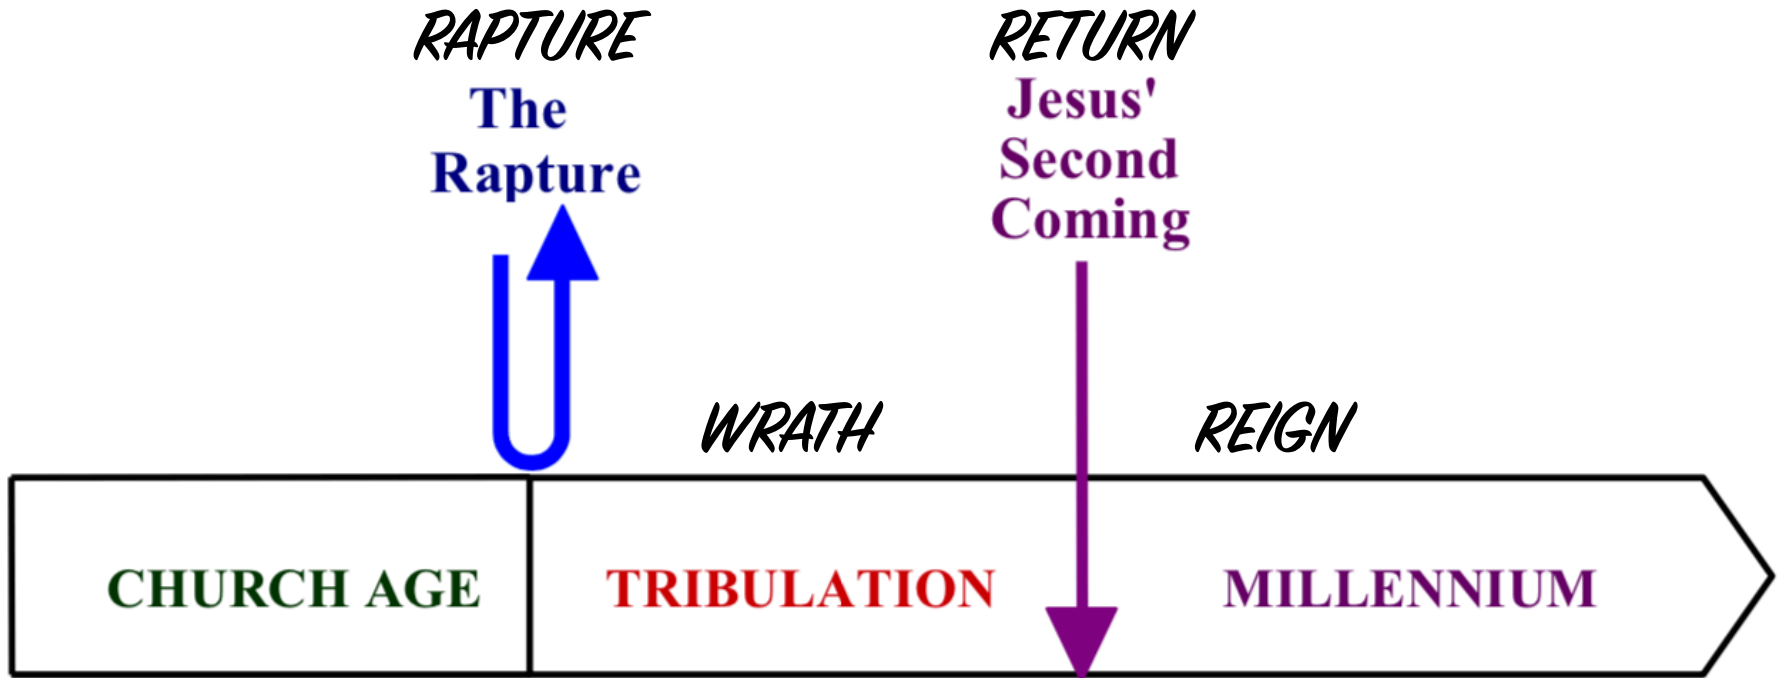 RAPTURE
The
Rapture
RETURN
Jesus'
Second
Coming
WRATH
REIGN
CHURCH AGE
TRIBULATION
MILLENNIUM